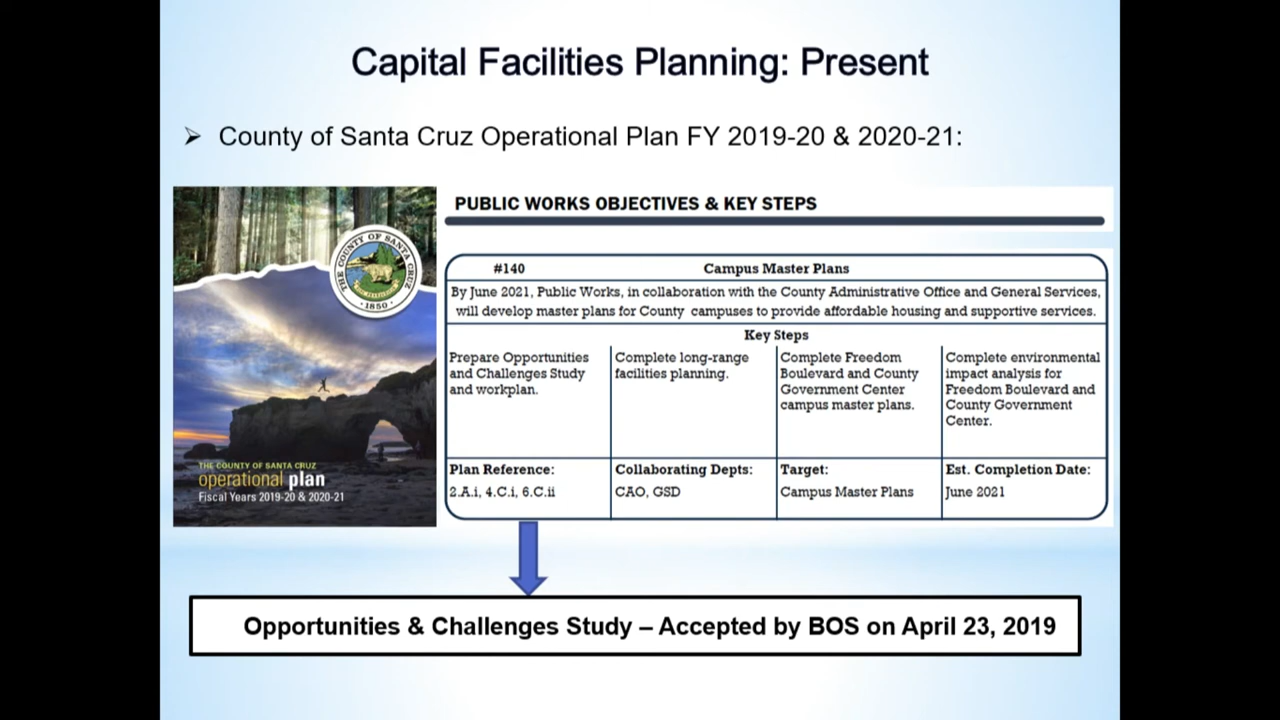 Capital Facilities Planning: Present
County of Santa Cruz Operational Plan FY 2019-20 & 2020-21:
THE COUNTY OF SANTA CRUZ
1850
THE COUNTY OF SANTA CRUZ
operational plan
Fiscal Years 2019-20 & 2020-21
PUBLIC WORKS OBJECTIVES & KEY STEPS
#140 Campus Master Plans
By June 2021, Public Works, in collaboration with the County Administrative Office and General Services,
will develop master plans for County campuses to provide affordable housing and supportive services.
Key Steps
Prepare Opportunities
and Challenges Study
and workplan.
Complete long-range
facilities planning.
Complete Freedom
Boulevard and County
Government Center
campus master plans.
Complete environmental
impact analysis for
Freedom Boulevard and
County Government
Center.
Plan Reference:
2.A.i, 4.C.i, 6.C.ii
Collaborating Depts:
CAO, GSD
Target:
Campus Master Plans
Est. Completion Date:
June 2021
Opportunities & Challenges Study – Accepted by BOS on April 23, 2019